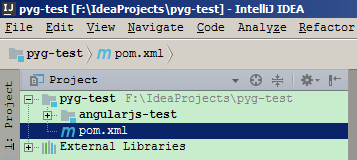 pyg-test [F:\IdeaProjects\pyg-test] - IntelliJ IDEA
File Edit View Navigate Code Analyze Refactor
pyg-test pom.xml
1: Project
Project
pyg-test F:\IdeaProjects\pyg-test
angularjs-test
pom.xml
External Libraries